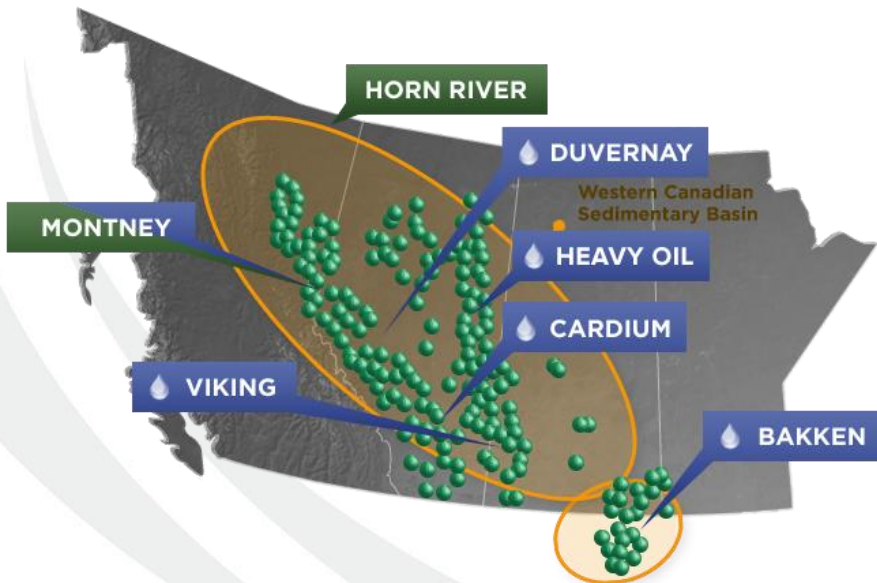 HORN RIVER
DUVERNAY
Western Canadian
Sedimentary Basin
MONTNEY
HEAVY OIL
CARDIUM
VIKING
BAKKEN